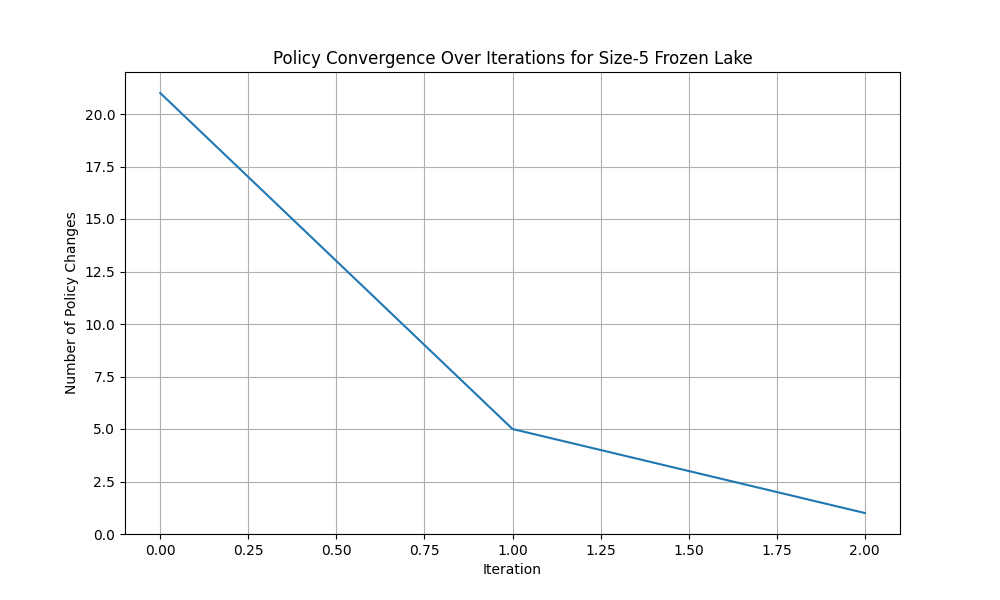 Policy Convergence Over Iterations for Size-5 Frozen Lake
Number of Policy Changes
20.0
17.5
15.0
12.5
10.0
7.5
5.0
2.5
0.0
0.00 0.25 0.50 0.75 1.00 1.25 1.50 1.75 2.00
Iteration